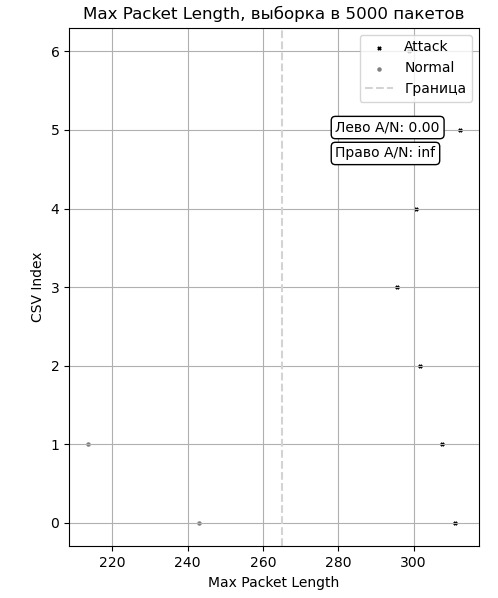 Max Packet Length, выборка в 5000 пакетов
Attack
Normal
Граница
Лево A/N: 0.00
Право A/N: inf
6
5
4
3
2
1
0
CSV Index
220 240 260 280 300
Max Packet Length